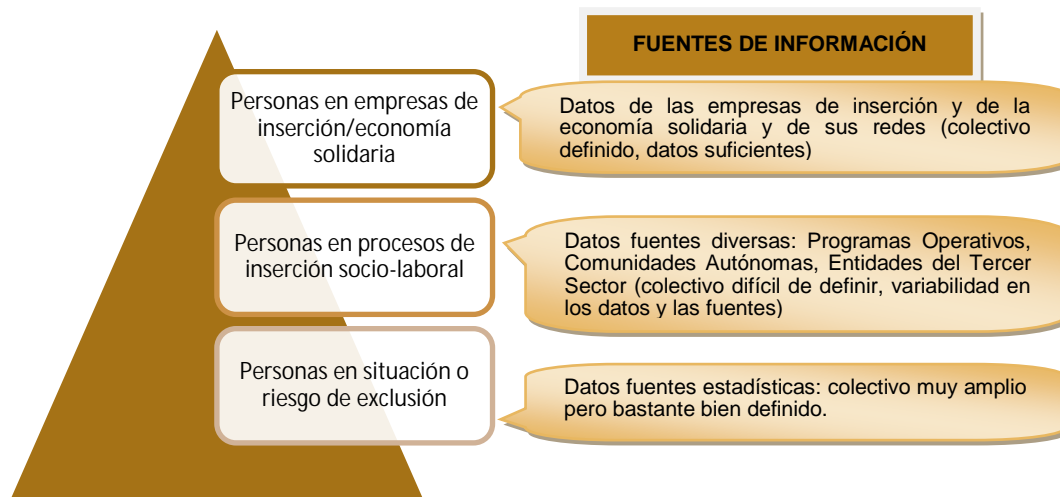 FUENTES DE INFORMACIÓN
Personas en empresas de
inserción/economía
solidaria
Datos de las empresas de inserción y de la
economía solidaria y de sus redes (colectivo
definido, datos suficientes)
Personas en procesos de
inserción socio-laboral
Datos fuentes diversas: Programas Operativos,
Comunidades Autónomas, Entidades del Tercer
Sector (colectivo difícil de definir, variabilidad en
los datos y las fuentes)
Personas en situación o
riesgo de exclusión
Datos fuentes estadísticas: colectivo muy amplio
pero bastante bien definido.